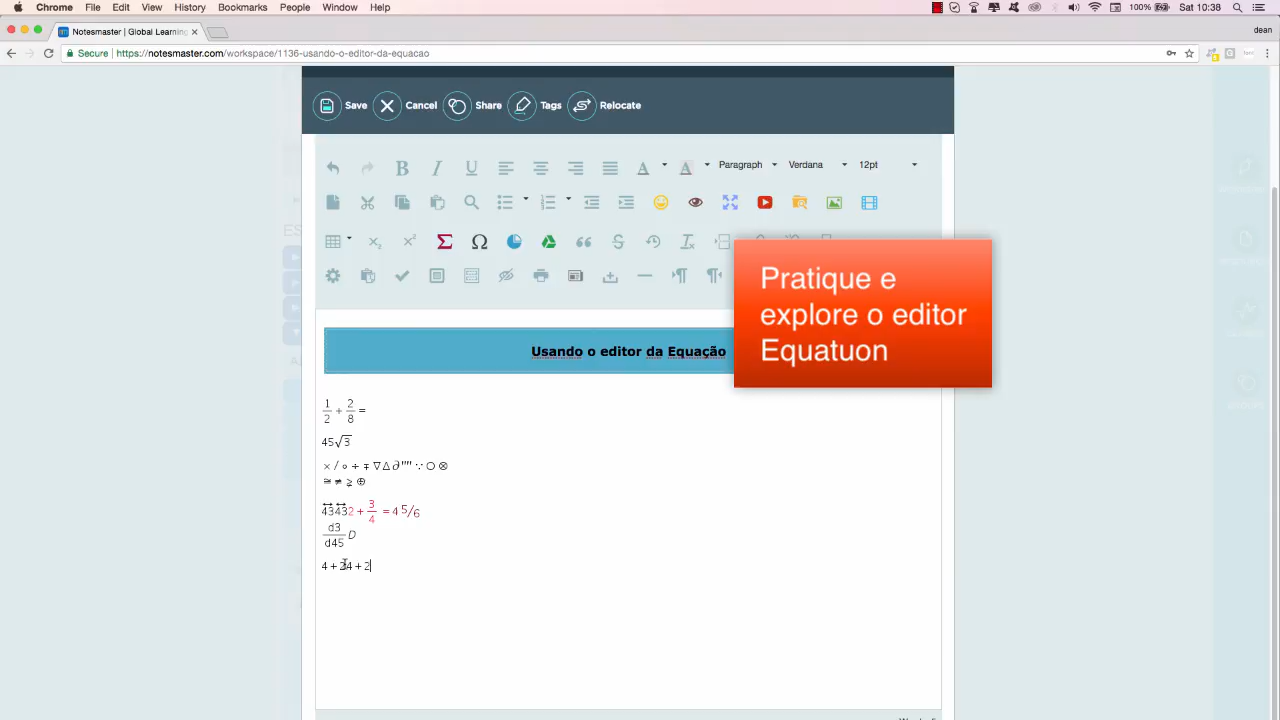 Chrome File Edit View History Bookmarks People Window Help 100% Sat 10:38
Notesmaster | Global Learning dean
Secure https://notesmaster.com/workspace/1136-usando-o-editor-da-equacao
Save Cancel Share Tags Relocate
B I U A A Paragraph Verdana 12pt
Σ Ω
Pratique e
explore o editor
Equatuon
Usando o editor da Equação
1/2 + 2/8 =
45√3
× / ∘ ÷ ∓ ∇ Δ ∂ "" ∵ ○ ⊗
≅ ≠ ≥ ⊕
43432 + 3/4 = 4 5/6
d3/d45 D
4 + 24 + 2